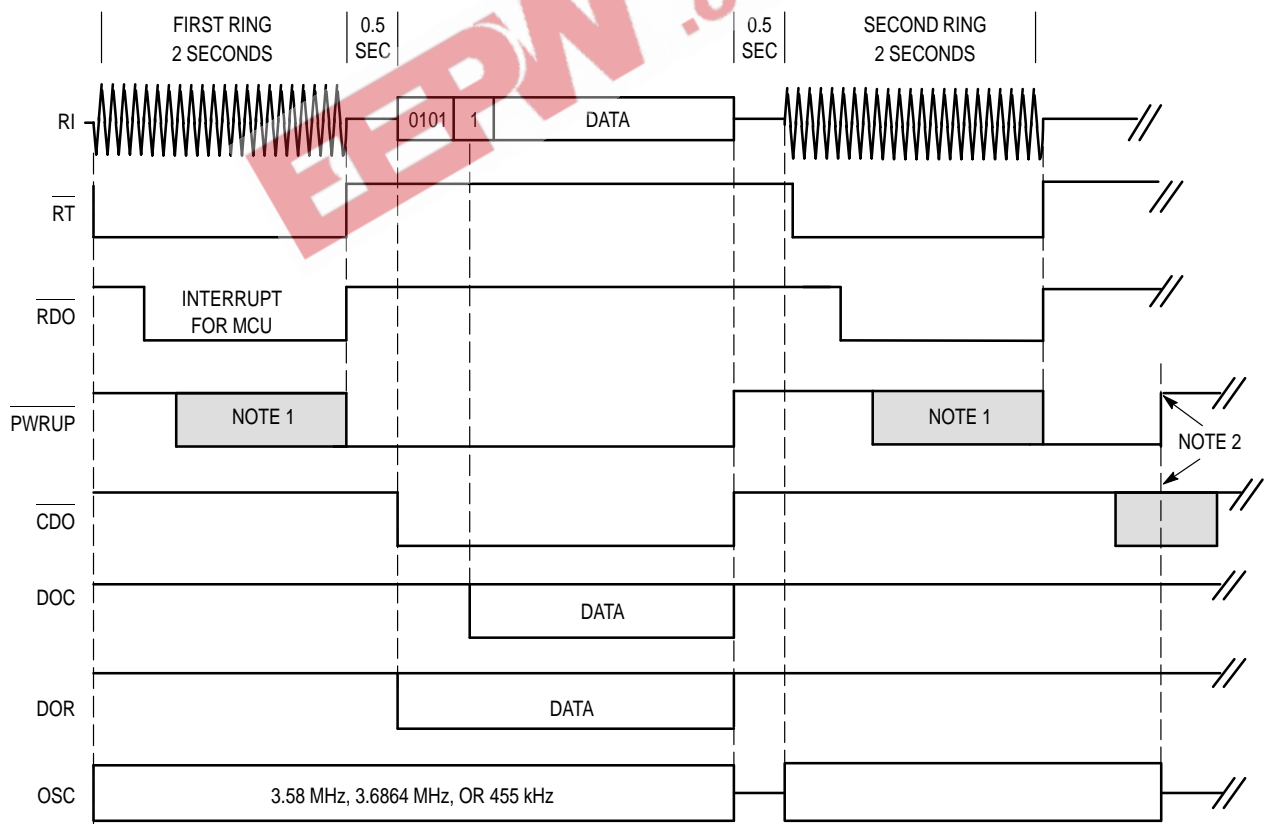 FIRST RING
2 SECONDS
0.5
SEC
0.5
SEC
SECOND RING
2 SECONDS
EEPW
RI
0101
1
DATA
RT
RDO
INTERRUPT
FOR MCU
PWRUP
NOTE 1
NOTE 1
NOTE 2
CDO
DOC
DATA
DOR
DATA
OSC
3.58 MHz, 3.6864 MHz, OR 455 kHz